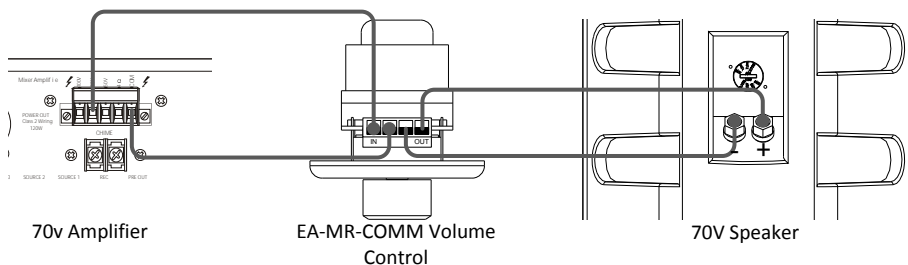 Mixer Amplifie
COM
POWER OUT
Class 2 Wiring
120W
CHIME
SOURCE 2 SOURCE 1 REC PRE OUT
IN OUT
- +
70v Amplifier
EA-MR-COMM Volume
Control
70V Speaker